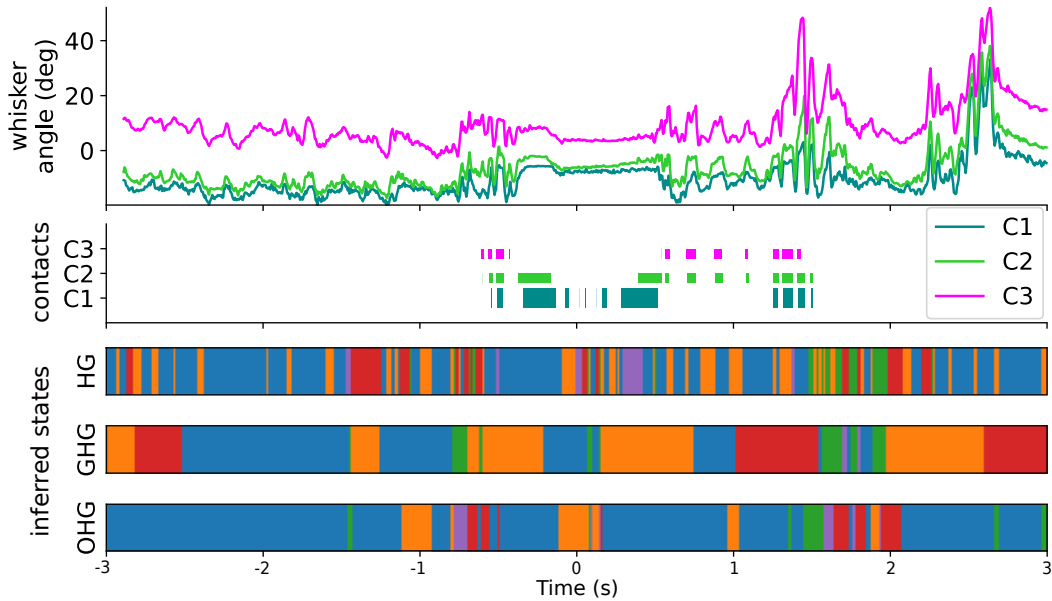 whisker
angle (deg)
40
20
0
contacts
C3
C2
C1
C1
C2
C3
inferred states
HG
GHG
OHG
-3
-2
-1
0
1
2
3
Time (s)